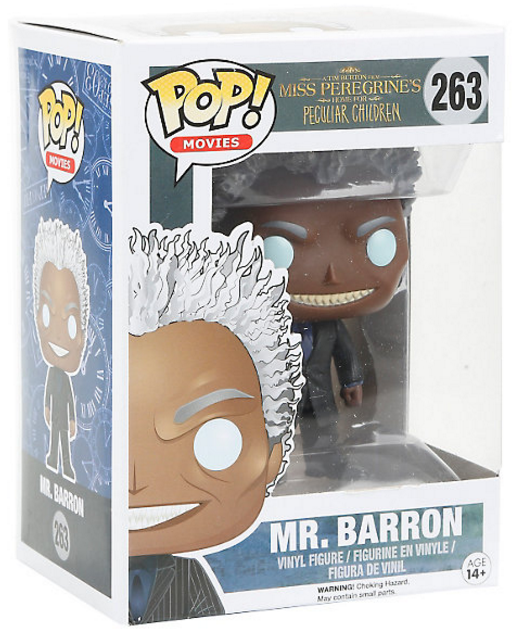 POP!
MOVIES
A TIM BURTON FILM
MISS PEREGRINE'S
HOME FOR
PECULIAR CHILDREN
263
POP!
MOVIES
MR. BARRON
263
MR. BARRON
VINYL FIGURE / FIGURINE EN VINYLE /
FIGURA DE VINIL
WARNING! Choking Hazard.
May contain small parts.
AGE
14+